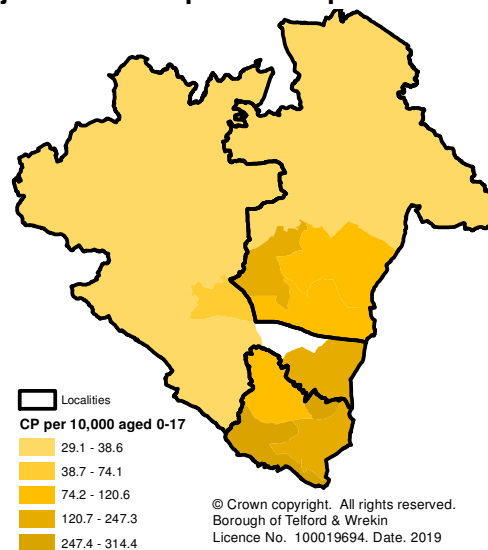 Localities
CP per 10,000 aged 0-17
29.1 - 38.6
38.7 - 74.1
74.2 - 120.6
120.7 - 247.3
247.4 - 314.4
© Crown copyright. All rights reserved.
Borough of Telford & Wrekin
Licence No. 100019694. Date. 2019